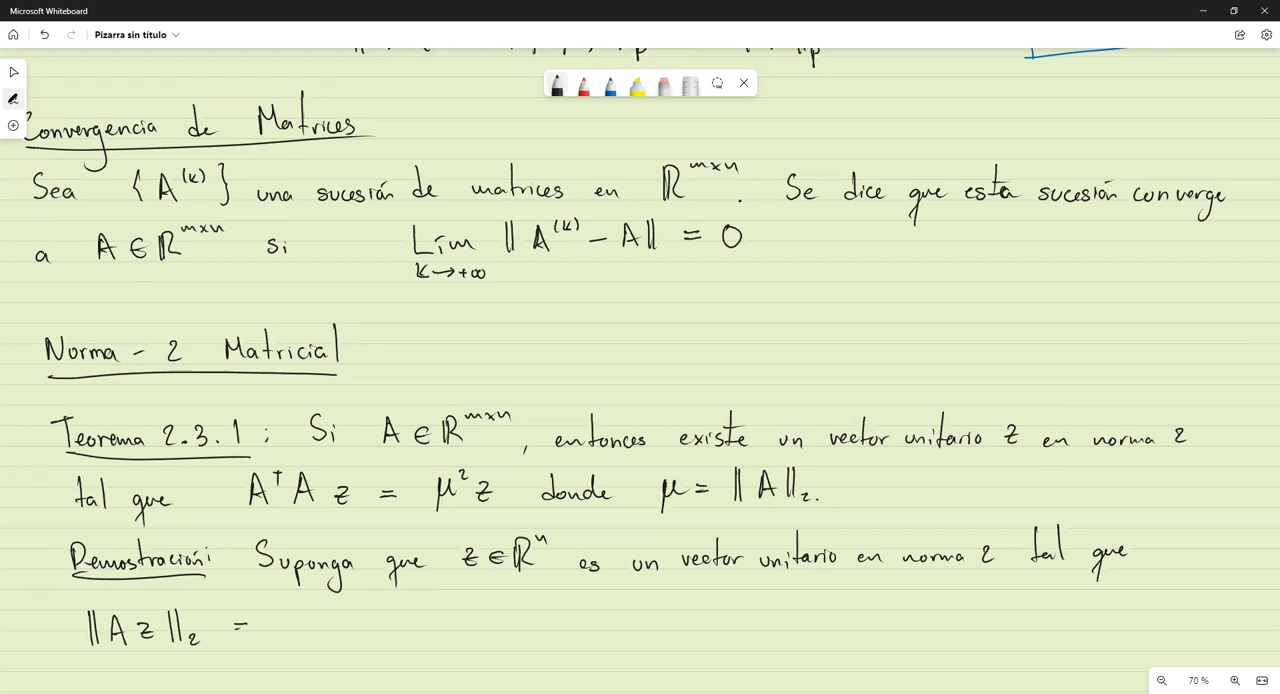 Microsoft Whiteboard
Pizarra sin título
Convergencia de Matrices
Sea {A^(k)} una sucesión de matrices en ℝ^m×n. Se dice que esta sucesión converge
a A ∈ ℝ^m×n si Lím ‖A^(k) − A‖ = 0
k→+∞
Norma - 2 Matricial
Teorema 2.3.1: Si A ∈ ℝ^m×n, entonces existe un vector unitario z en norma 2
tal que A^T A z = μ² z donde μ = ‖A‖₂.
Demostración: Suponga que z ∈ ℝ^n es un vector unitario en norma 2 tal que
‖A z‖₂ =
70 %